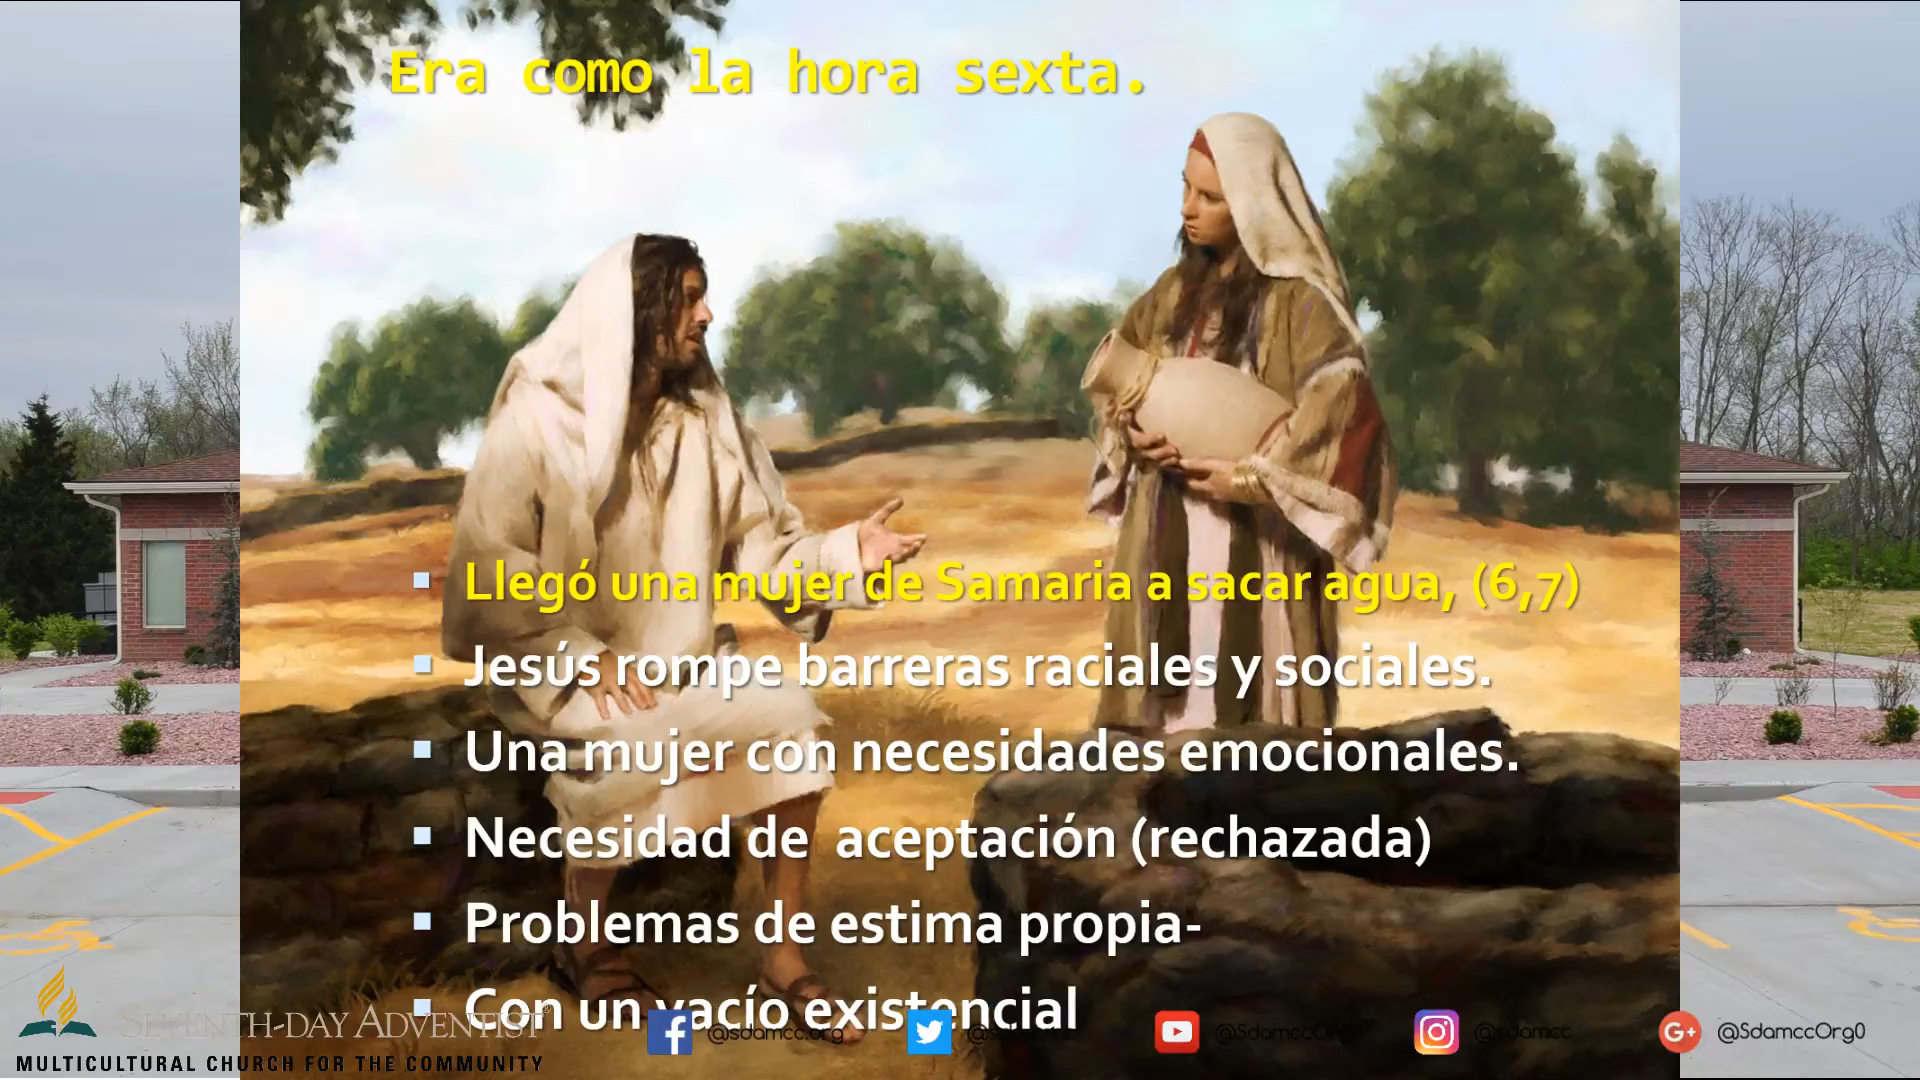 Era como la hora sexta.
▪ Llegó una mujer de Samaria a sacar agua, (6,7)
▪ Jesús rompe barreras raciales y sociales.
▪ Una mujer con necesidades emocionales.
▪ Necesidad de  aceptación (rechazada)
▪ Problemas de estima propia-
▪ Con un vacío existencial
SEVENTH-DAY ADVENTIST
MULTICULTURAL CHURCH FOR THE COMMUNITY
@sdamcc.org
@SdamccOrg0